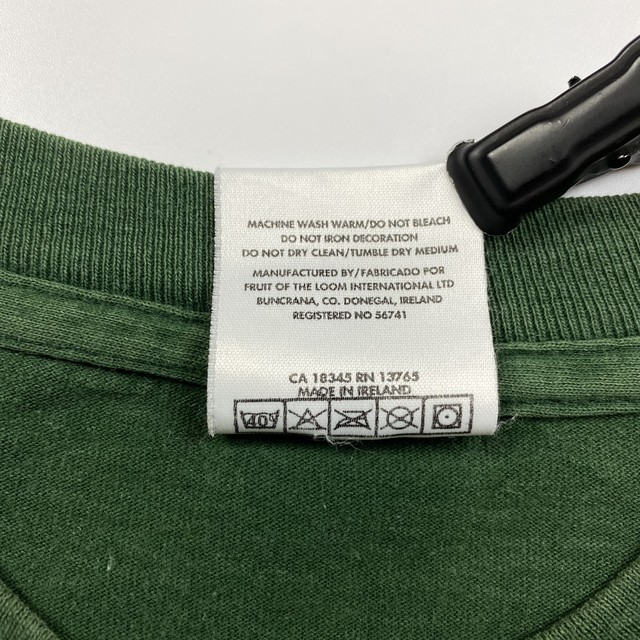 MACHINE WASH WARM/DO NOT BLEACH
DO NOT IRON DECORATION
DO NOT DRY CLEAN/TUMBLE DRY MEDIUM
MANUFACTURED BY/FABRICADO POR
FRUIT OF THE LOOM INTERNATIONAL LTD
BUNCRANA, CO. DONEGAL, IRELAND
REGISTERED NO 56741
CA 18345 RN 13765
MADE IN IRELAND
40°